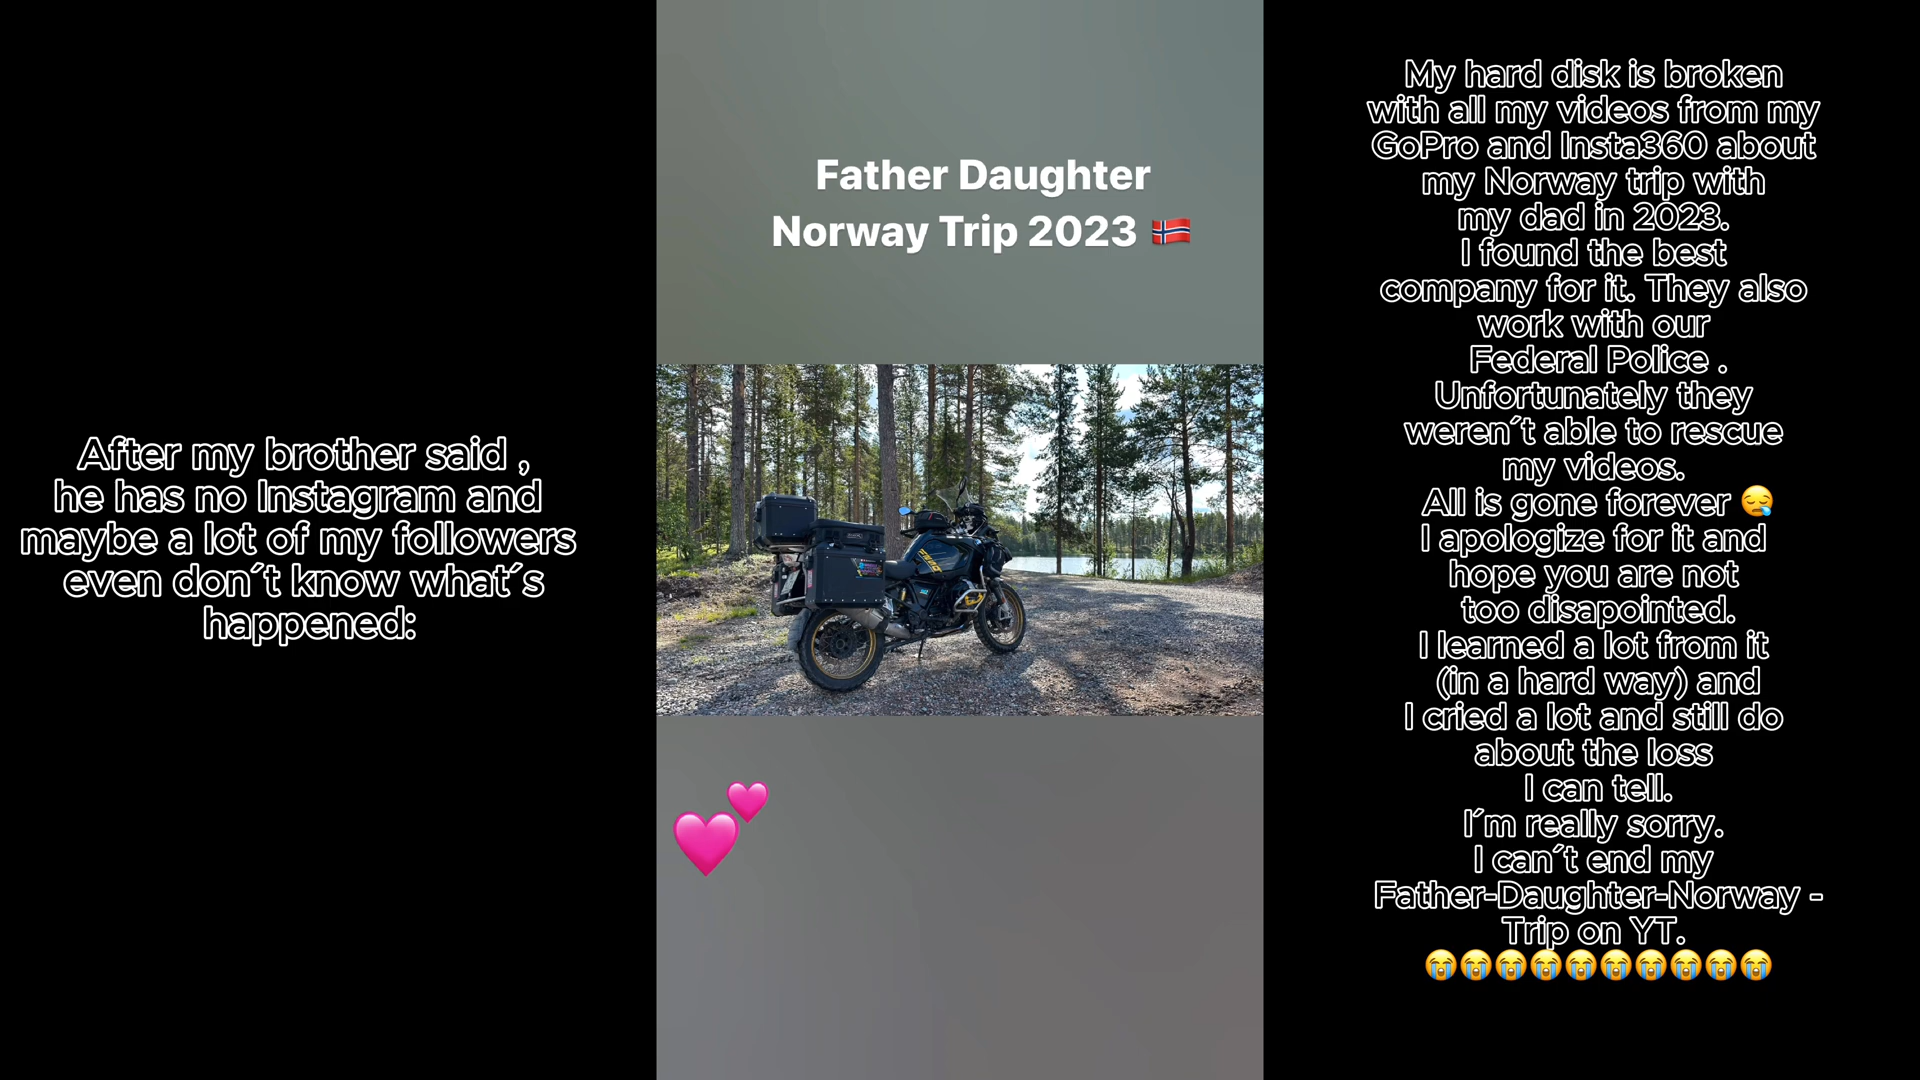 After my brother said ,
he has no Instagram and
maybe a lot of my followers
even don´t know what´s
happened:
Father Daughter
Norway Trip 2023 🇳🇴
My hard disk is broken
with all my videos from my
GoPro and Insta360 about
my Norway trip with
my dad in 2023.
I found the best
company for it. They also
work with our
Federal Police .
Unfortunately they
weren´t able to rescue
my videos.
All is gone forever 😪
I apologize for it and
hope you are not
too disapointed.
I learned a lot from it
(in a hard way) and
I cried a lot and still do
about the loss
I can tell.
I´m really sorry.
I can´t end my
Father-Daughter-Norway -
Trip on YT.
😭😭😭😭😭😭😭😭😭😭